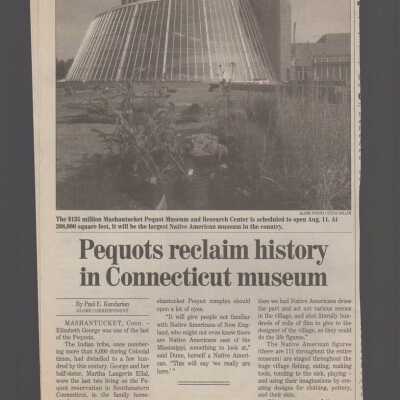 GLOBE PHOTO / STEVE MILLER
The $135 million Mashantucket Pequot Museum and Research Center is scheduled to open Aug. 11. At
308,000 square feet, it will be the largest Native American museum in the country.
Pequots reclaim history
in Connecticut museum
By Paul E. Kandarian
GLOBE CORRESPONDENT
MASHANTUCKET, Conn. –
Elizabeth George was one of the last
of the Pequots.
The Indian tribe, once number-
ing more than 8,000 during Colonial
times, had dwindled to a few hun-
dred by this century. George and her
half-sister, Martha Langevin Ellal,
were the last two living on the Pe-
quot reservation in Southeastern
Connecticut, in the family home-
shantucket Pequot complex should
open a lot of eyes.
"It will give people not familiar
with Native Americans of New Eng-
land, who might not even know there
are Native Americans east of the
Mississippi, something to look at,"
said Dunn, herself a Native Ameri-
can. "This will say 'we really are
here.'"
then we had Native Americans dress
the part and act out various scenes
in the village, and shot literally hun-
dreds of rolls of film to give to the
designer of the village, so they could
do the life figures."
The Native American figures
(there are 111 throughout the entire
museum) are staged throughout the
huge village fishing, eating, making
tools, tending to the sick, playing –
and using their imaginations by cre-
ating designs for clothing, pottery,
and their skin.